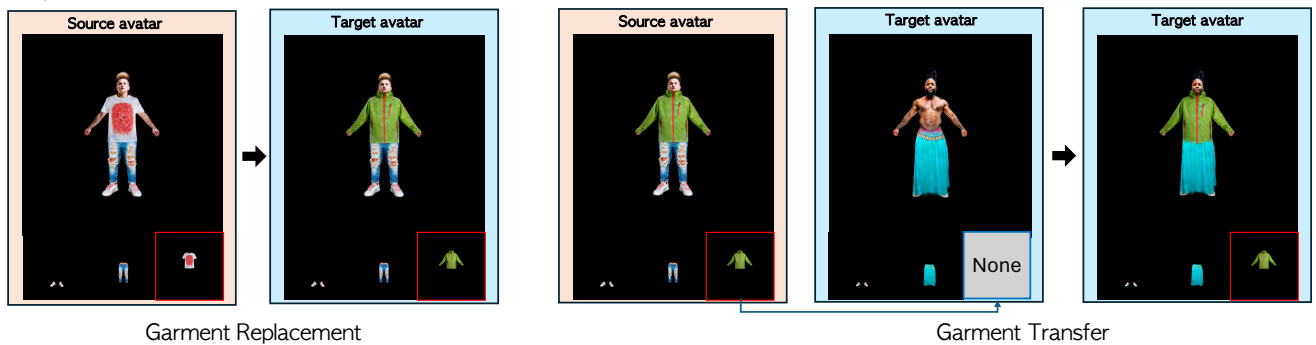 Source avatar
Target avatar
Source avatar
Target avatar
Target avatar
None
Garment Replacement
Garment Transfer